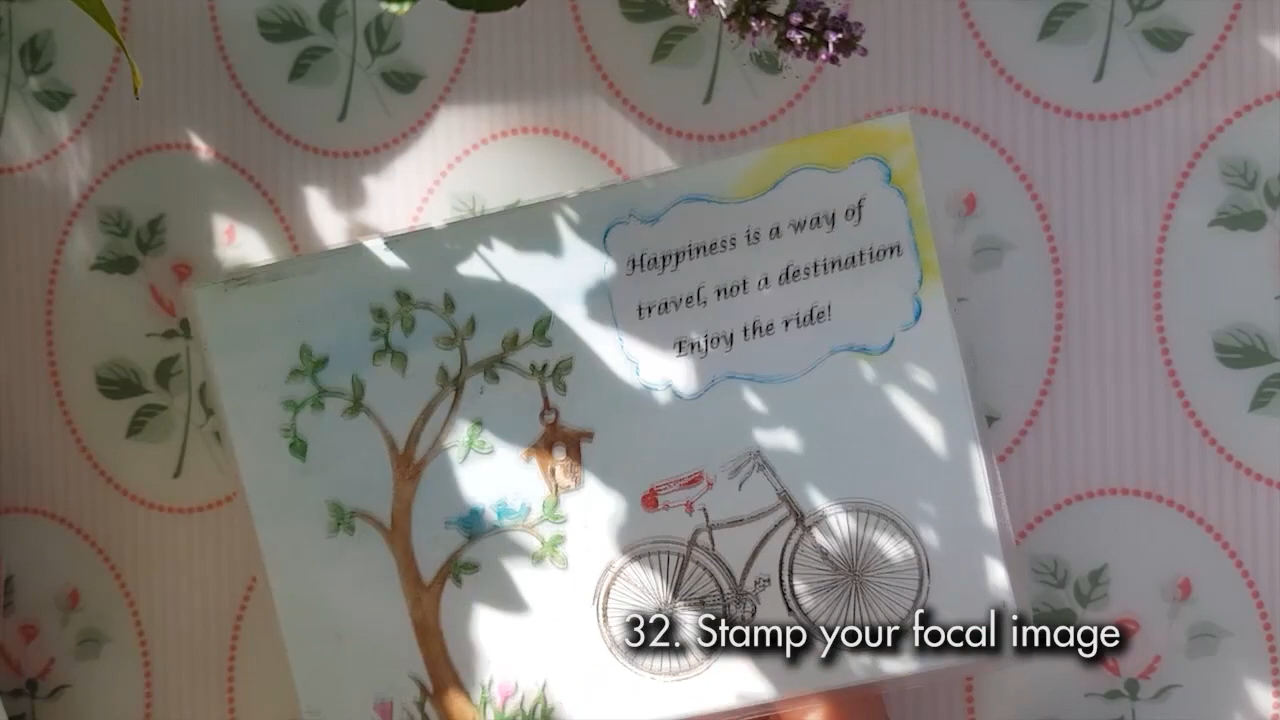 Happiness is a way of
travel, not a destination
Enjoy the ride!
32. Stamp your focal image